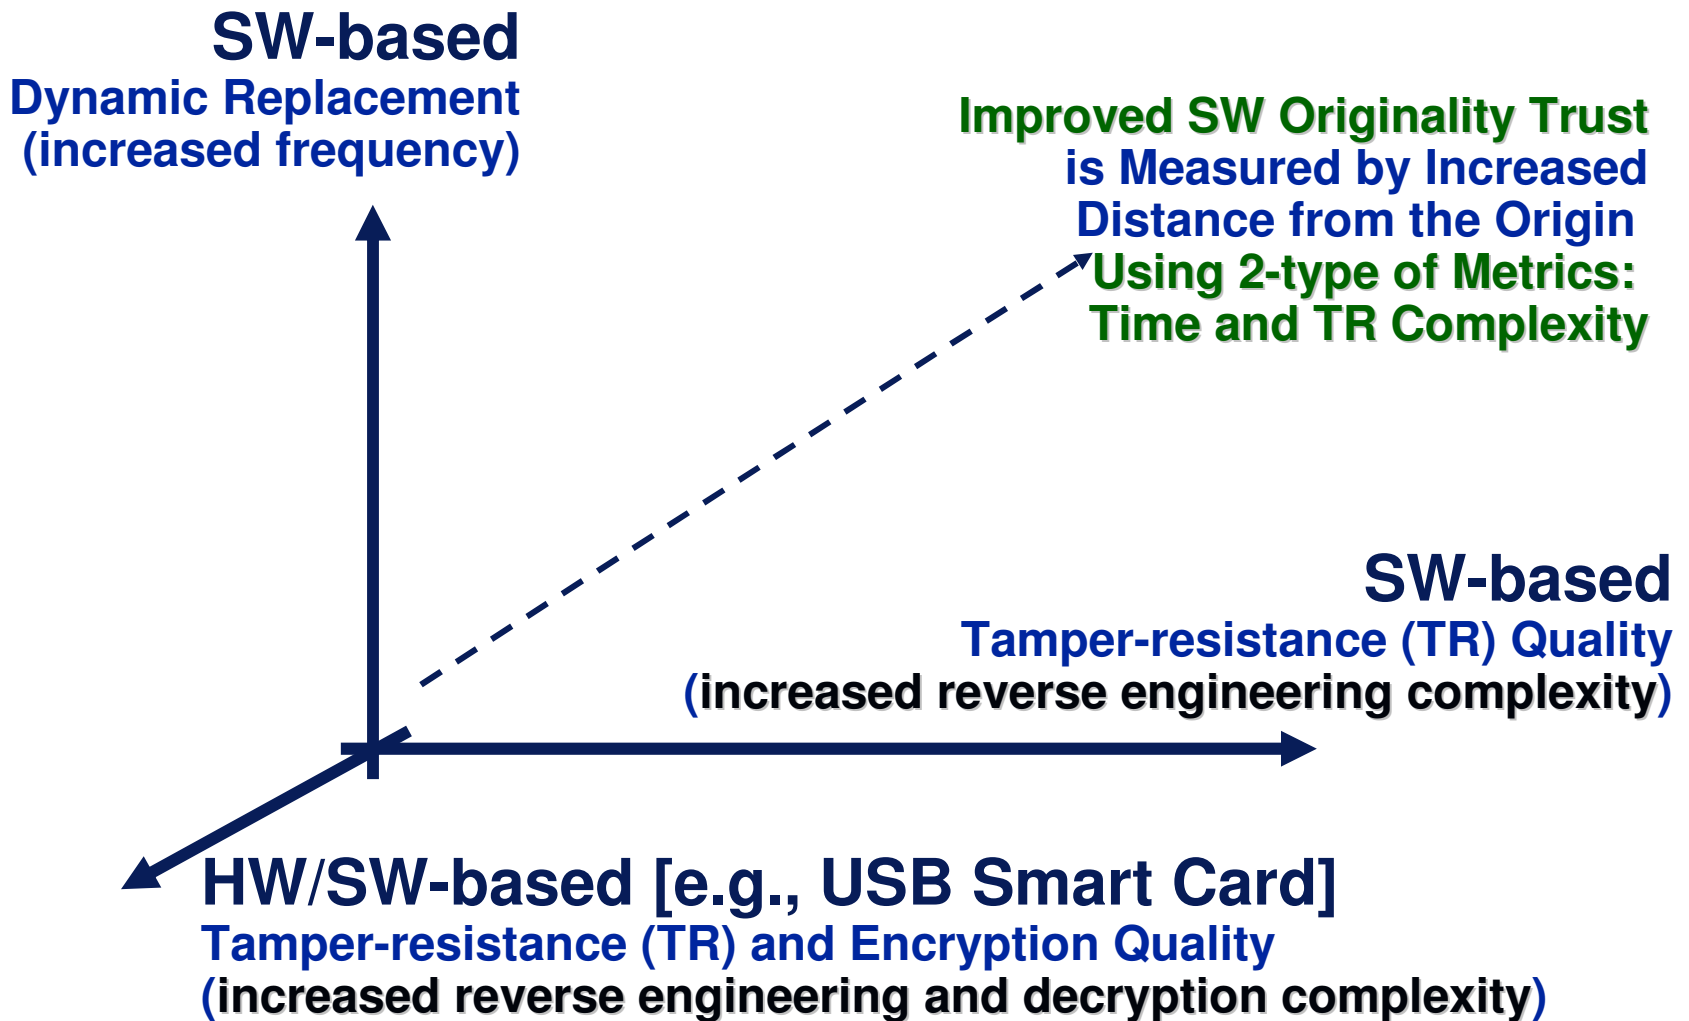 SW-based
Dynamic Replacement
(increased frequency)
Improved SW Originality Trust
is Measured by Increased
Distance from the Origin
Using 2-type of Metrics:
Time and TR Complexity
SW-based
Tamper-resistance (TR) Quality
(increased reverse engineering complexity)
HW/SW-based [e.g., USB Smart Card]
Tamper-resistance (TR) and Encryption Quality
(increased reverse engineering and decryption complexity)